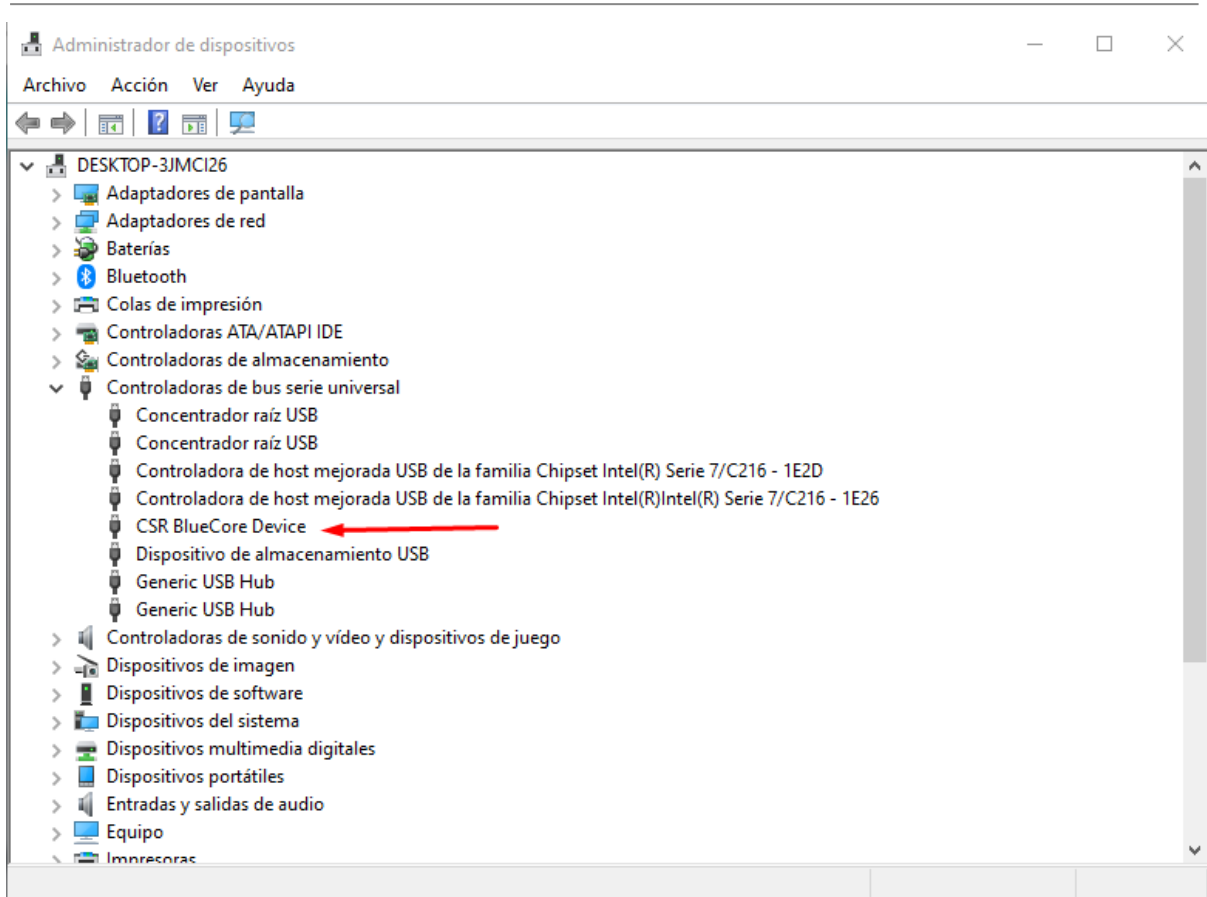 Administrador de dispositivos
Archivo Acción Ver Ayuda
DESKTOP-3JMCI26
Adaptadores de pantalla
Adaptadores de red
Baterías
Bluetooth
Colas de impresión
Controladoras ATA/ATAPI IDE
Controladoras de almacenamiento
Controladoras de bus serie universal
Concentrador raíz USB
Concentrador raíz USB
Controladora de host mejorada USB de la familia Chipset Intel(R) Serie 7/C216 - 1E2D
Controladora de host mejorada USB de la familia Chipset Intel(R)Intel(R) Serie 7/C216 - 1E26
CSR BlueCore Device
Dispositivo de almacenamiento USB
Generic USB Hub
Generic USB Hub
Controladoras de sonido y vídeo y dispositivos de juego
Dispositivos de imagen
Dispositivos de software
Dispositivos del sistema
Dispositivos multimedia digitales
Dispositivos portátiles
Entradas y salidas de audio
Equipo
Impresoras